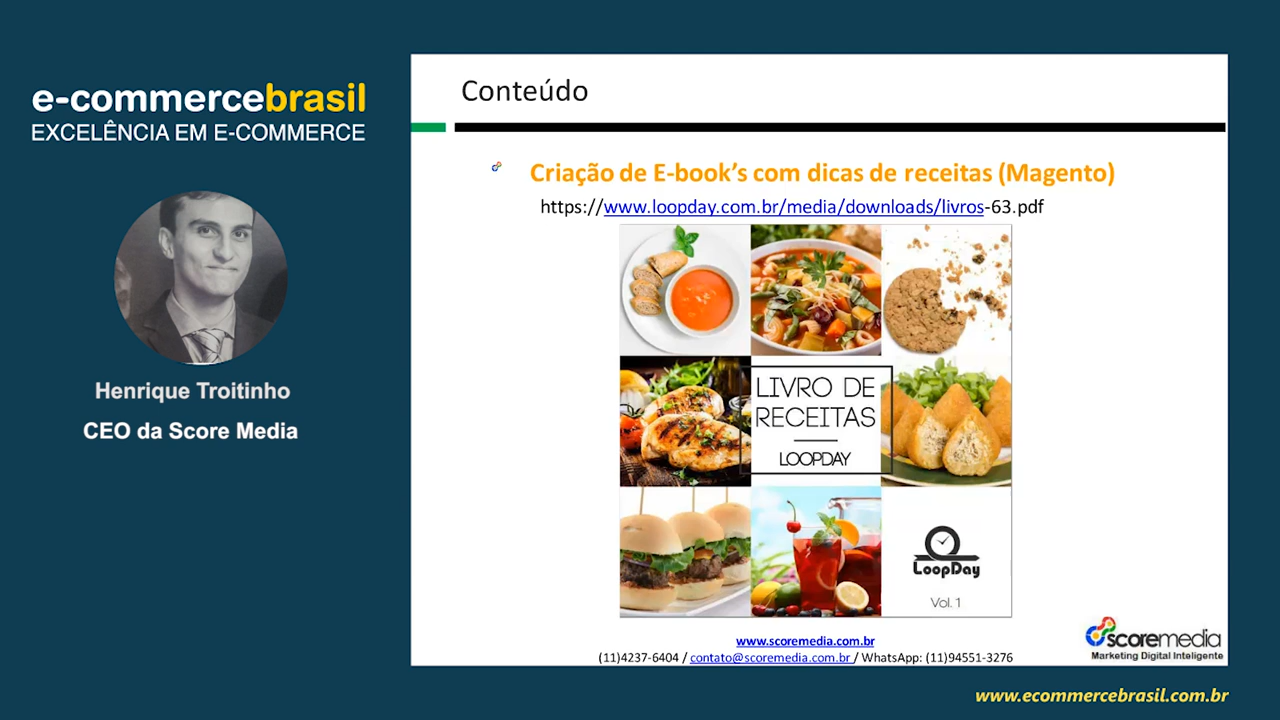 e-commercebrasil
EXCELÊNCIA EM E-COMMERCE
Henrique Troitinho
CEO da Score Media
Conteúdo
Criação de E-book’s com dicas de receitas (Magento)
https://www.loopday.com.br/media/downloads/livros-63.pdf
LIVRO DE
RECEITAS
LOOPDAY
LoopDay
Vol. 1
www.scoremedia.com.br
(11)4237-6404 / contato@scoremedia.com.br / WhatsApp: (11)94551-3276
scoremedia
Marketing Digital Inteligente
www.ecommercebrasil.com.br